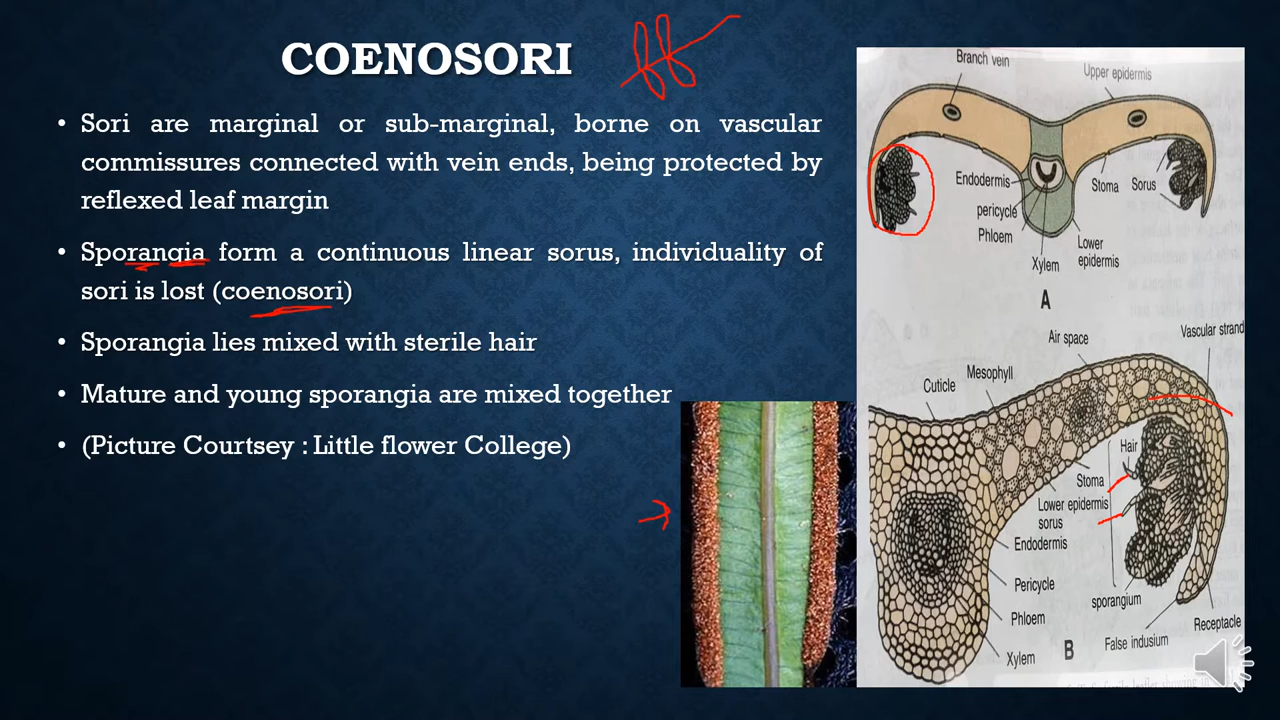 COENOSORI
• Sori are marginal or sub-marginal, borne on vascular
commissures connected with vein ends, being protected by
reflexed leaf margin
• Sporangia form a continuous linear sorus, individuality of
sori is lost (coenosori)
• Sporangia lies mixed with sterile hair
• Mature and young sporangia are mixed together
• (Picture Courtsey : Little flower College)
Branch vein
Upper epidermis
Endodermis
Stoma
Sorus
pericycle
Phloem
Lower
epidermis
Xylem
A
Vascular strand
Air space
Mesophyll
Cuticle
Hair
Stoma
Lower epidermis
sorus
Endodermis
Pericycle
sporangium
Phloem
Receptacle
False indusium
Xylem
B